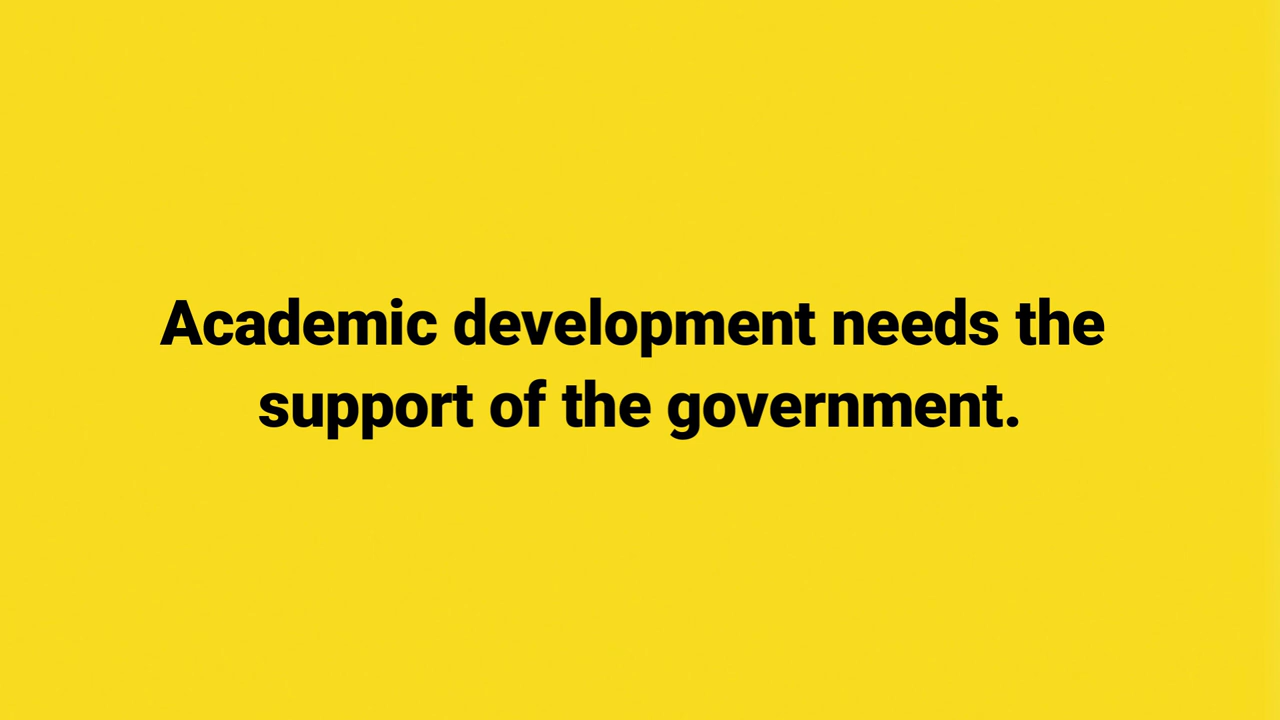 Academic development needs the
support of the government.